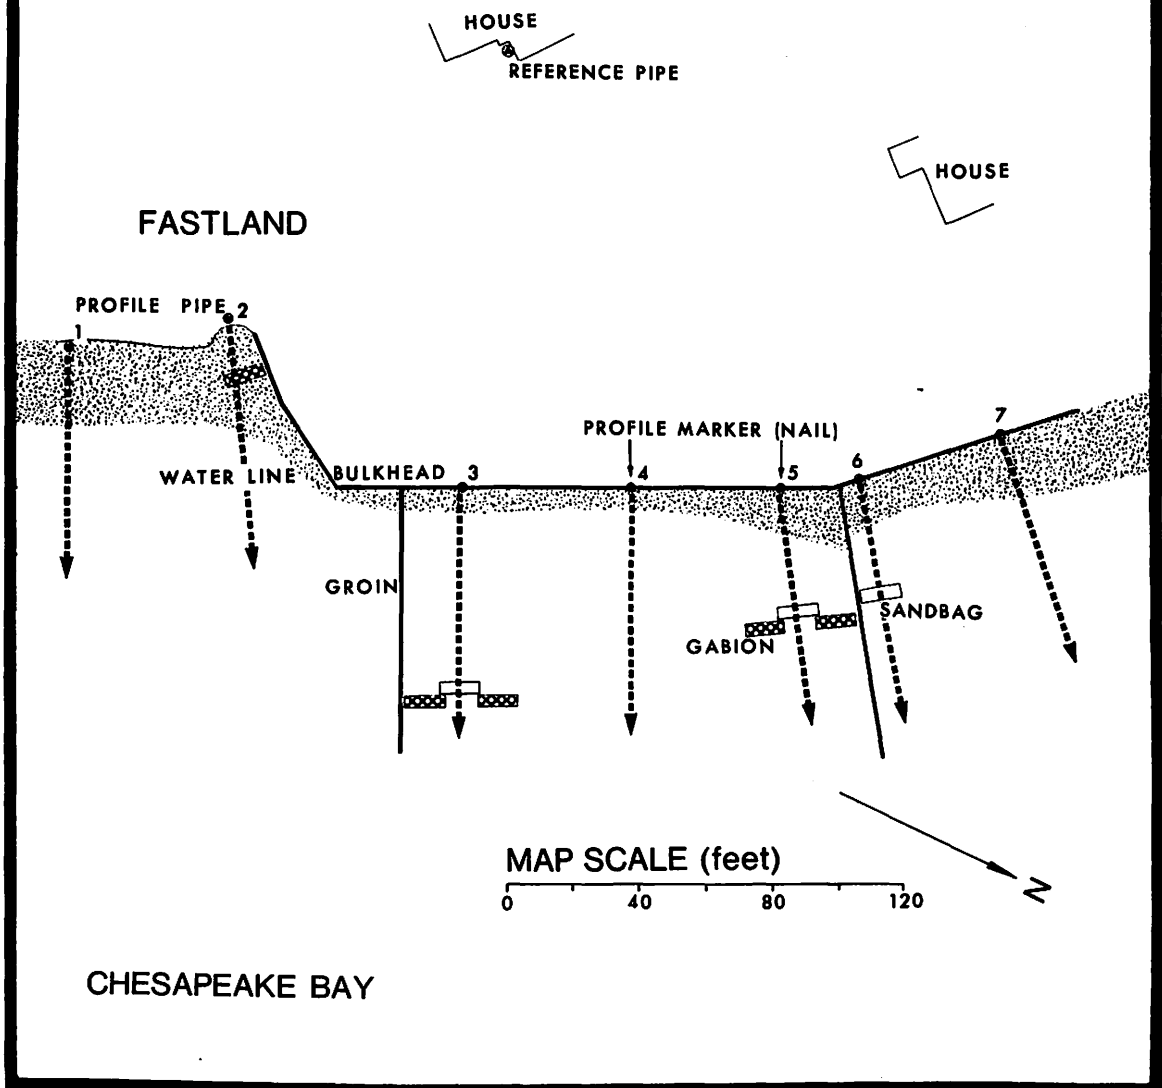 HOUSE
REFERENCE PIPE
HOUSE
FASTLAND
PROFILE PIPE 2
1
7
PROFILE MARKER (NAIL)
WATER LINE
BULKHEAD 3 4 5 6
GROIN
SANDBAG
GABION
MAP SCALE (feet)
0 40 80 120
N
CHESAPEAKE BAY